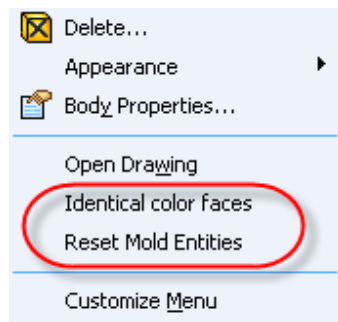 Delete...
Appearance
Body Properties...
Open Drawing
Identical color faces
Reset Mold Entities
Customize Menu